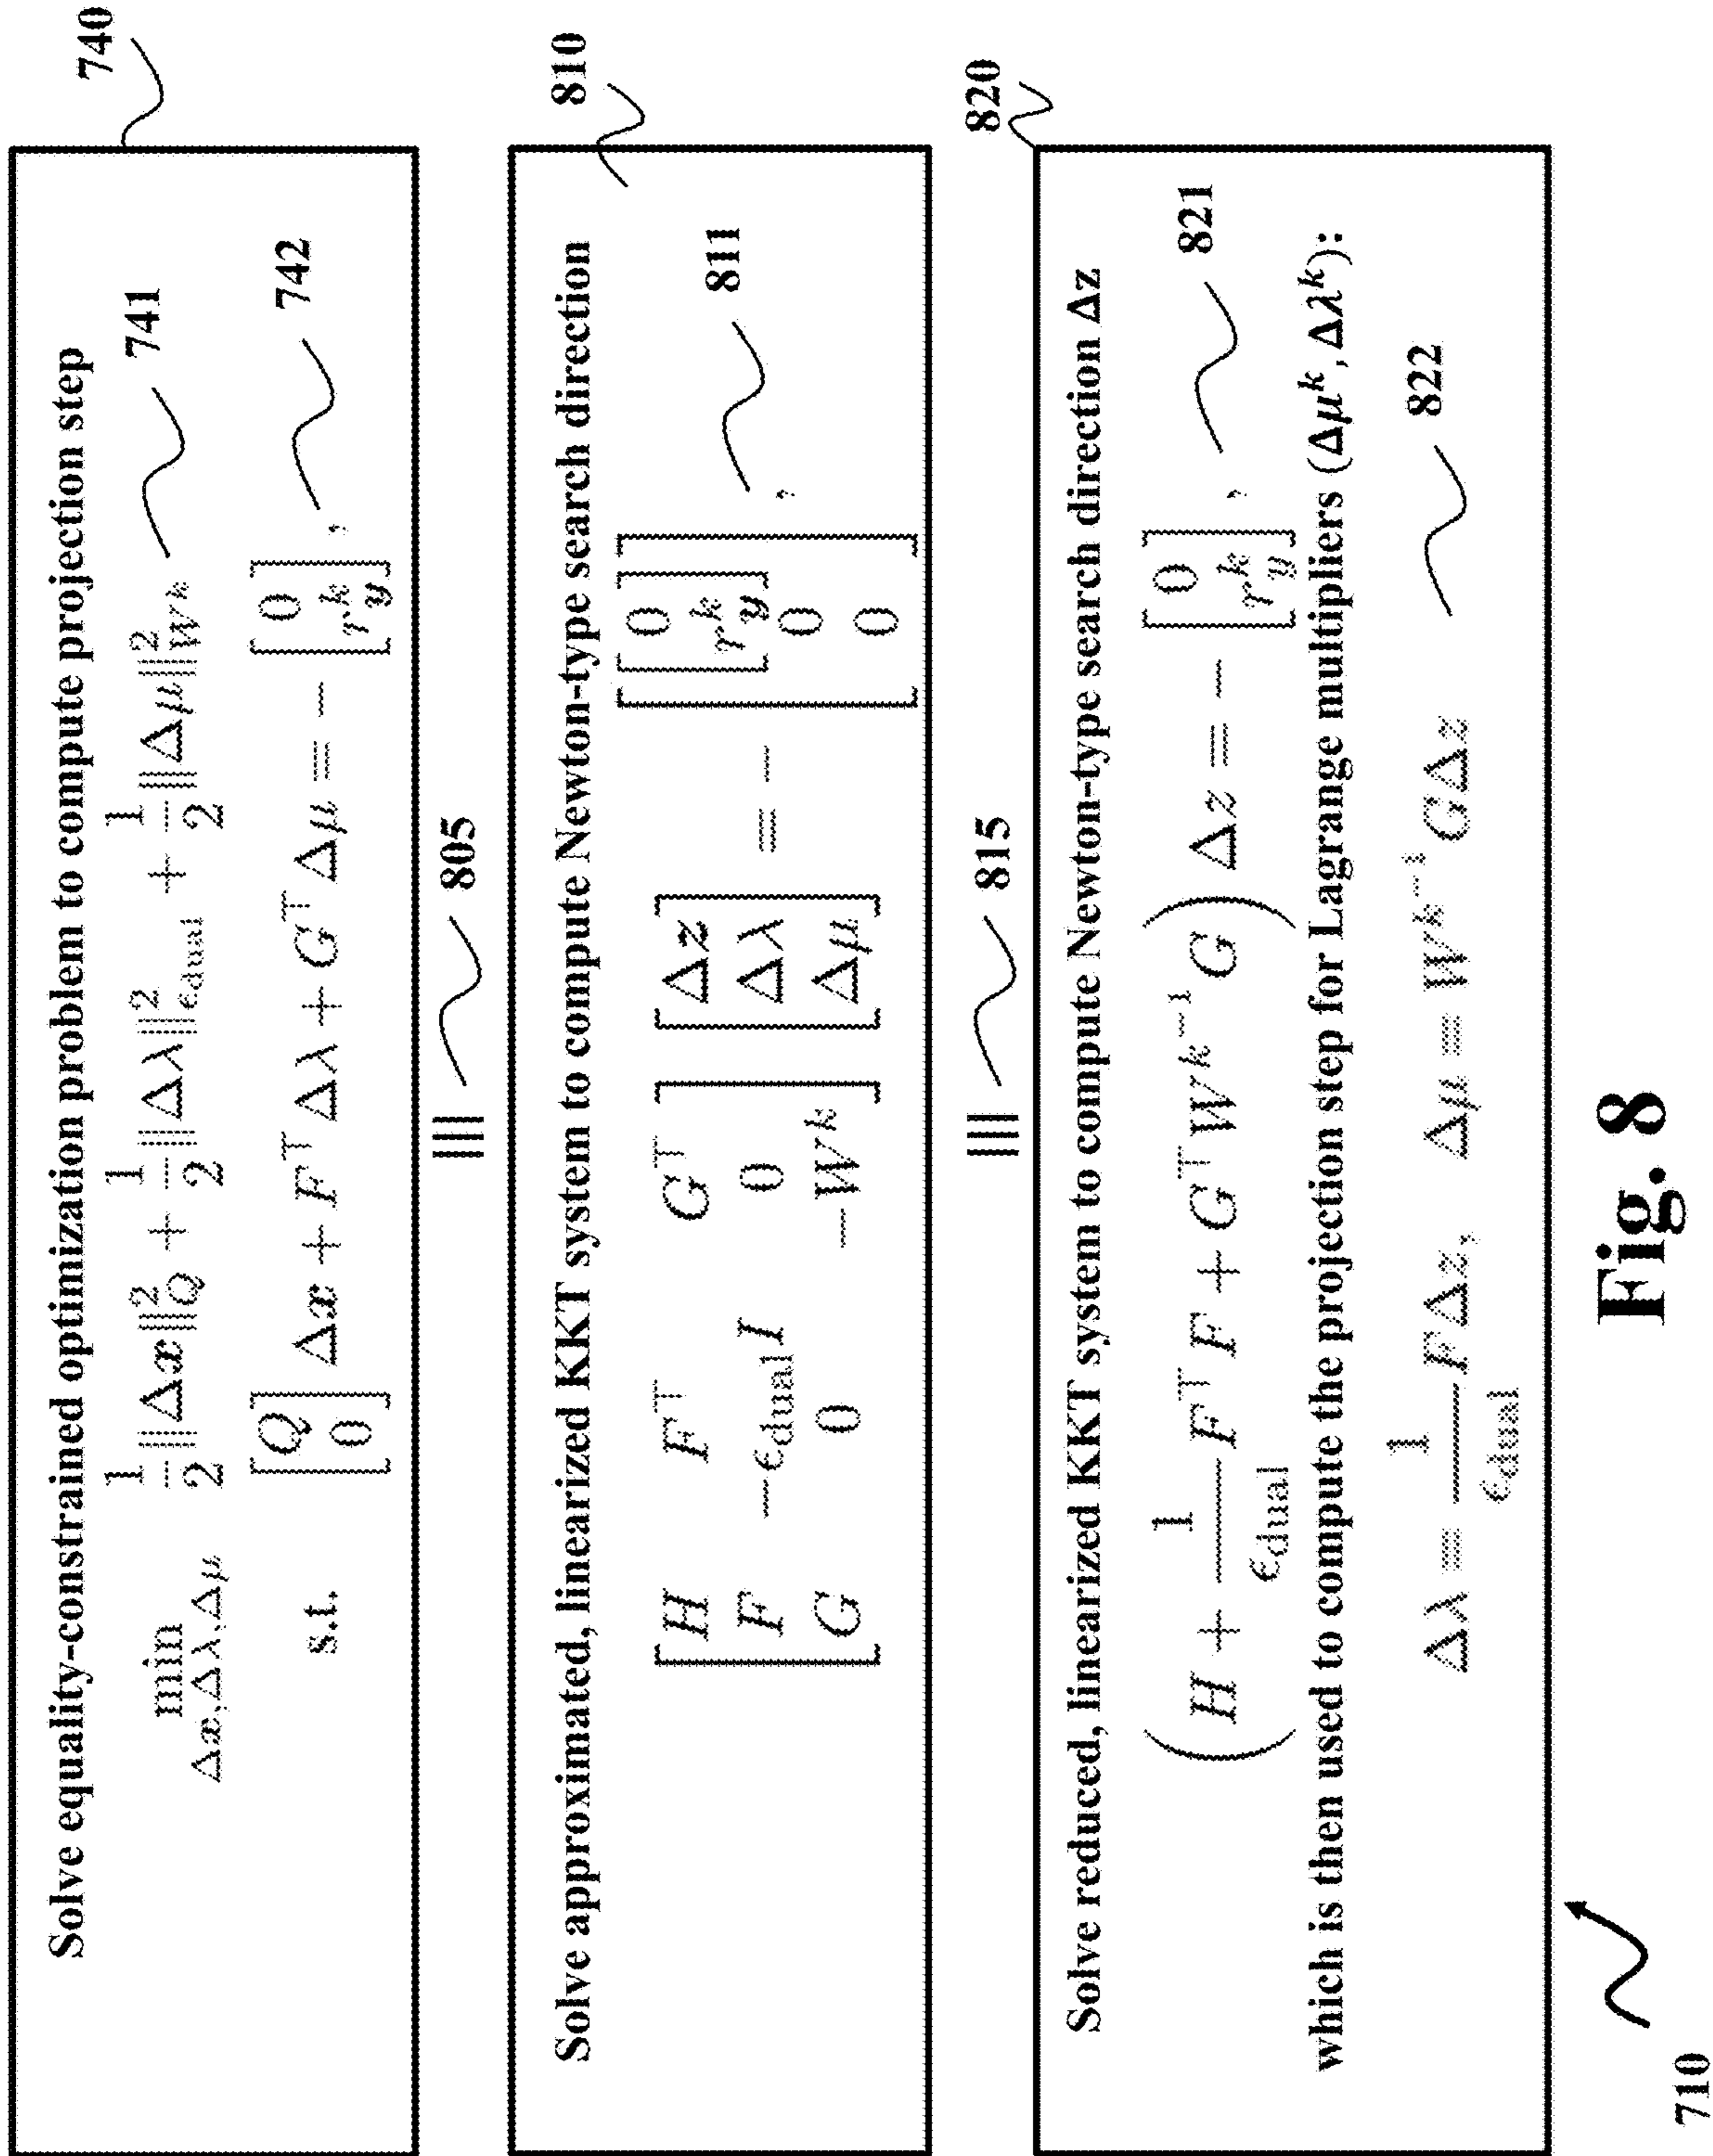 740
Solve equality-constrained optimization problem to compute projection step
min 1/2 ‖Δx‖²_Q + 1/2 ‖Δλ‖²_{ϵ_dual} + 1/2 ‖Δμ‖²_{W^k} 741
Δx,Δλ,Δμ
s.t. [Q; 0] Δx + F^⊤ Δλ + G^⊤ Δμ = − [0; r_y^k], 742
≡ 805
810
Solve approximated, linearized KKT system to compute Newton-type search direction
[H F^⊤ G^⊤; F −ϵ_dual I 0; G 0 −W^k] [Δz; Δλ; Δμ] = − [[0; r_y^k]; 0; 0], 811
≡ 815
820
Solve reduced, linearized KKT system to compute Newton-type search direction Δz
(H + 1/ϵ_dual F^⊤ F + G^⊤ W^{k^{-1}} G) Δz = − [0; r_y^k], 821
which is then used to compute the projection step for Lagrange multipliers (Δμ^k, Δλ^k):
Δλ = 1/ϵ_dual F Δz, Δμ = W^{k^{-1}} G Δz 822
710
Fig. 8